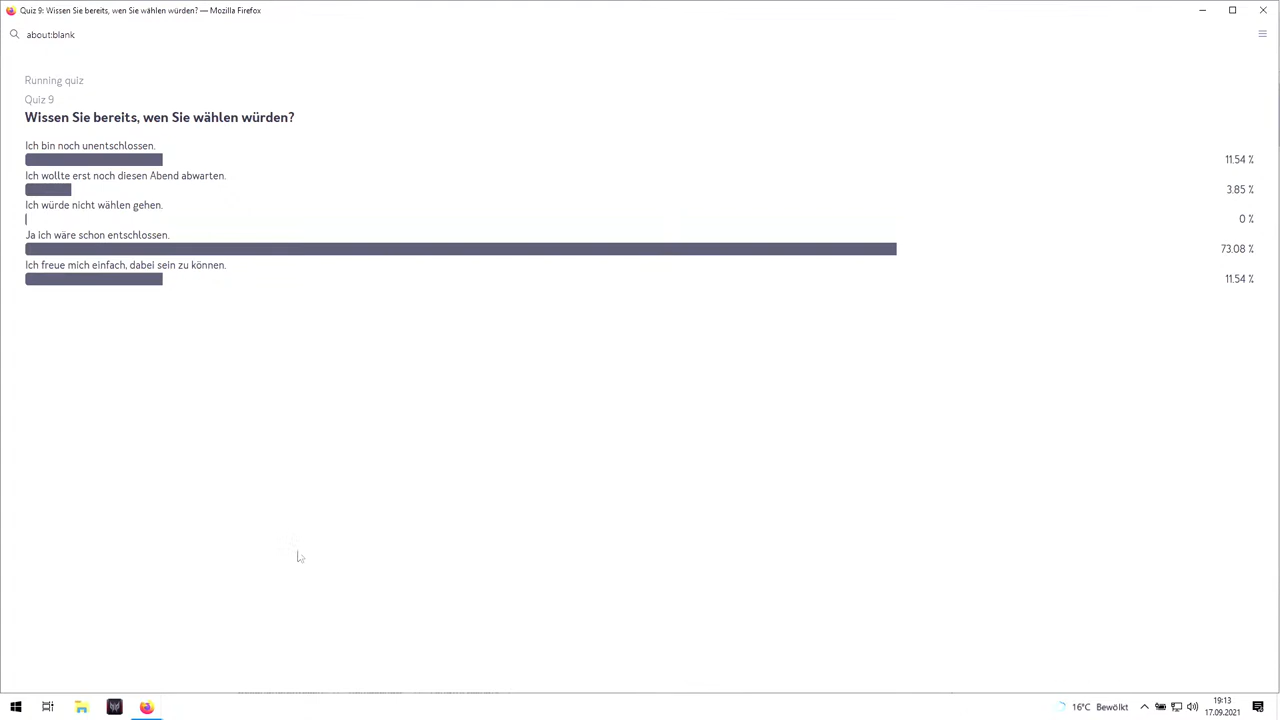 Quiz 9: Wissen Sie bereits, wen Sie wählen würden? — Mozilla Firefox
about:blank
Running quiz
Quiz 9
Wissen Sie bereits, wen Sie wählen würden?
Ich bin noch unentschlossen.
11.54 %
Ich wollte erst noch diesen Abend abwarten.
3.85 %
Ich würde nicht wählen gehen.
0 %
Ja ich wäre schon entschlossen.
73.08 %
Ich freue mich einfach, dabei sein zu können.
11.54 %
16°C Bewölkt
19:13
17.09.2021